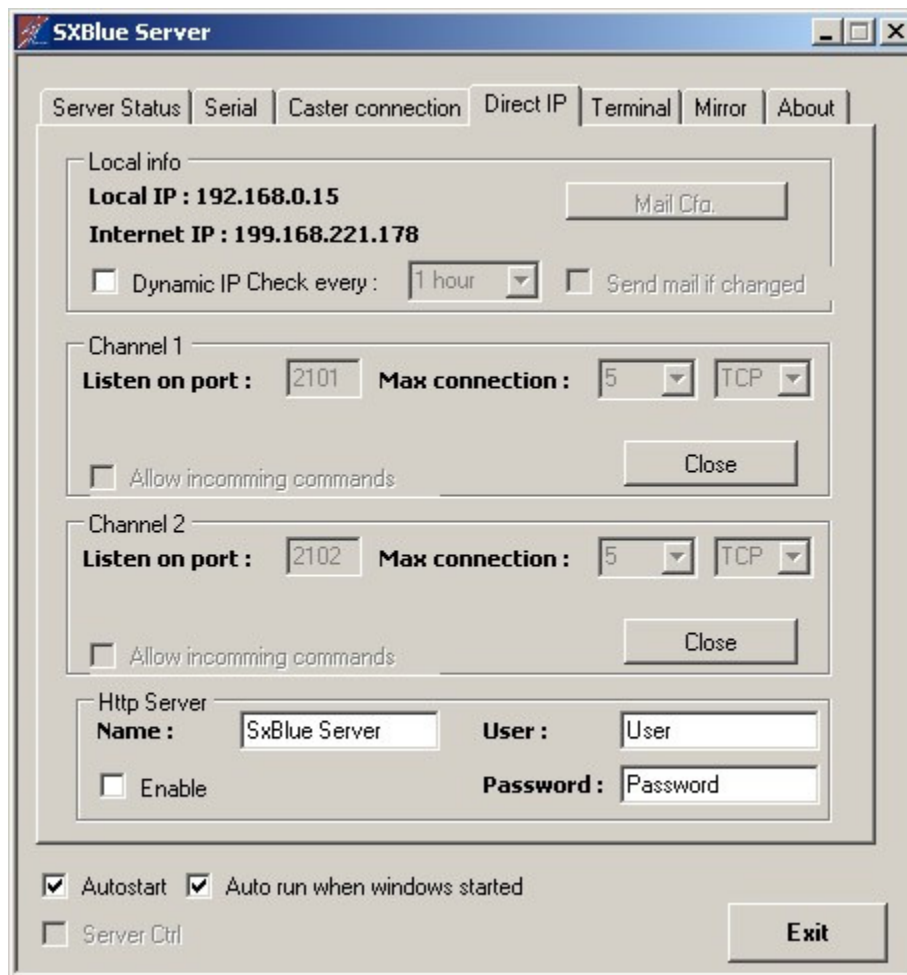 SXBlue Server
Server Status Serial Caster connection Direct IP Terminal Mirror About
Local info
Local IP : 192.168.0.15
Mail Cfg.
Internet IP : 199.168.221.178
Dynamic IP Check every : 1 hour Send mail if changed
Channel 1
Listen on port : 2101 Max connection : 5 TCP
Allow incomming commands
Close
Channel 2
Listen on port : 2102 Max connection : 5 TCP
Allow incomming commands
Close
Http Server
Name : SxBlue Server User : User
Enable Password : Password
Autostart Auto run when windows started
Server Ctrl
Exit